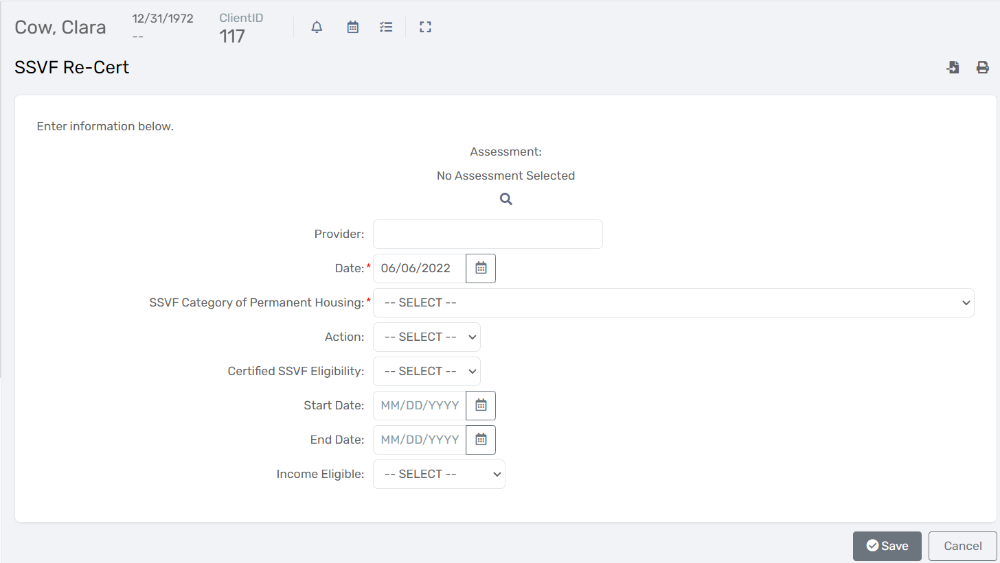 Cow, Clara
12/31/1972
--
ClientID
117
SSVF Re-Cert
Enter information below.
Assessment:
No Assessment Selected
Provider:
Date:* 06/06/2022
SSVF Category of Permanent Housing:* -- SELECT --
Action: -- SELECT --
Certified SSVF Eligibility: -- SELECT --
Start Date: MM/DD/YYYY
End Date: MM/DD/YYYY
Income Eligible: -- SELECT --
Save Cancel